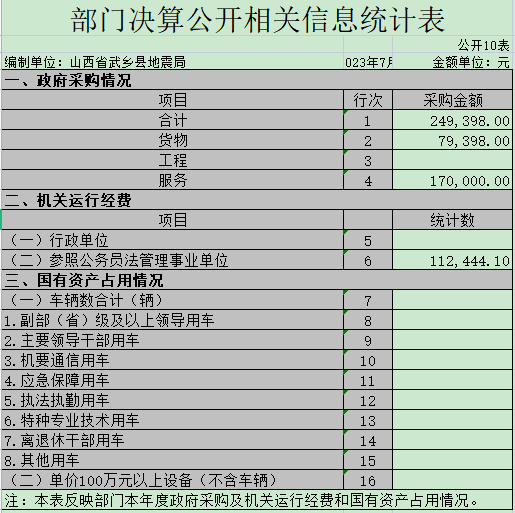 部门决算公开相关信息统计表
公开10表
编制单位：山西省武乡县地震局 023年7月 金额单位：元
一、政府采购情况
项目 行次 采购金额
合计 1 249,398.00
货物 2 79,398.00
工程 3
服务 4 170,000.00
二、机关运行经费
项目 统计数
（一）行政单位 5
（二）参照公务员法管理事业单位 6 112,444.10
三、国有资产占用情况
（一）车辆数合计（辆） 7
1.副部（省）级及以上领导用车 8
2.主要领导干部用车 9
3.机要通信用车 10
4.应急保障用车 11
5.执法执勤用车 12
6.特种专业技术用车 13
7.离退休干部用车 14
8.其他用车 15
（二）单价100万元以上设备（不含车辆） 16
注：本表反映部门本年度政府采购及机关运行经费和国有资产占用情况。